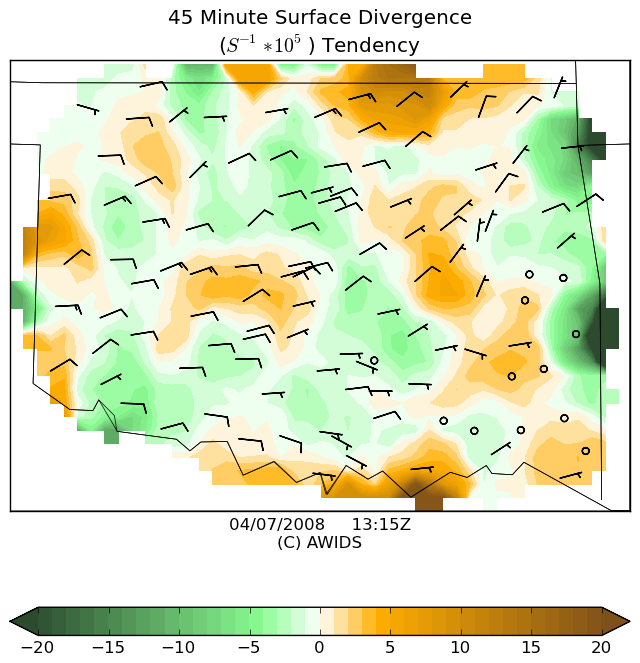 45 Minute Surface Divergence
(S⁻¹ *10⁵ ) Tendency
04/07/2008 13:15Z
(C) AWIDS
−20 −15 −10 −5 0 5 10 15 20